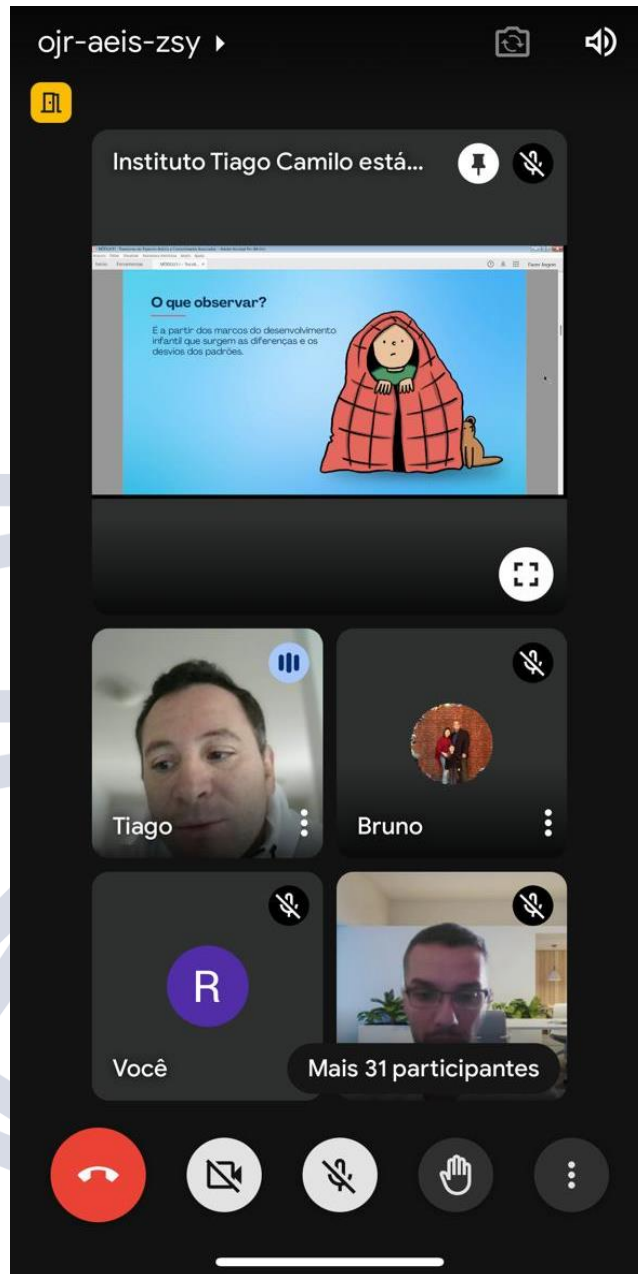 ojr-aeis-zsy
Instituto Tiago Camilo está...
O que observar?
É a partir dos marcos do desenvolvimento
infantil que surgem as diferenças e os
desvios dos padrões.
Tiago
Bruno
R
Você
Mais 31 participantes